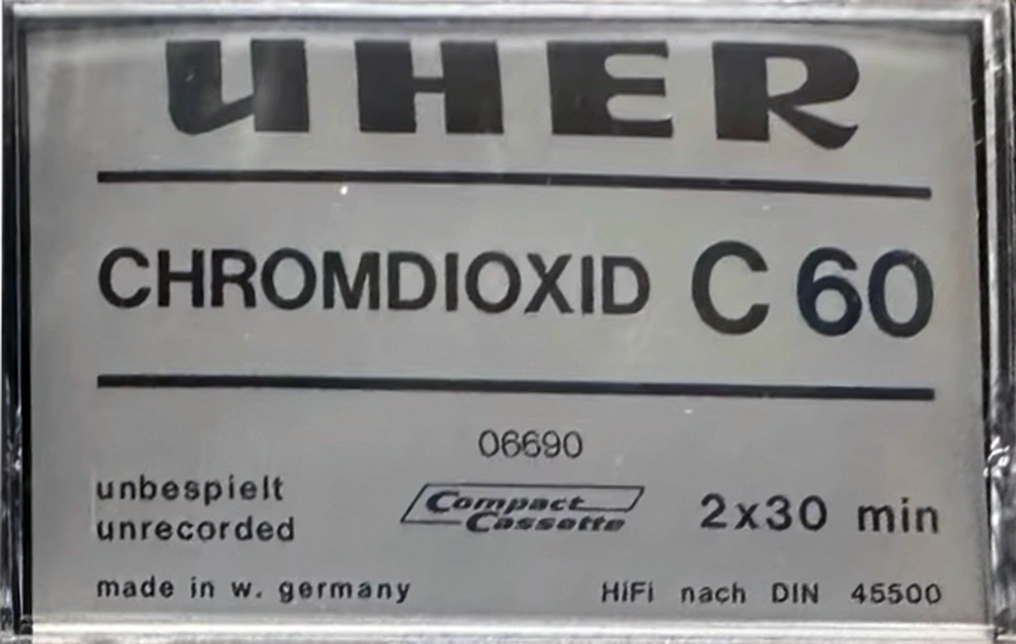 UHER
CHROMDIOXID C 60
06690
unbespielt
unrecorded
Compact
Cassette
2x30 min
made in w. germany
HiFi nach DIN 45500